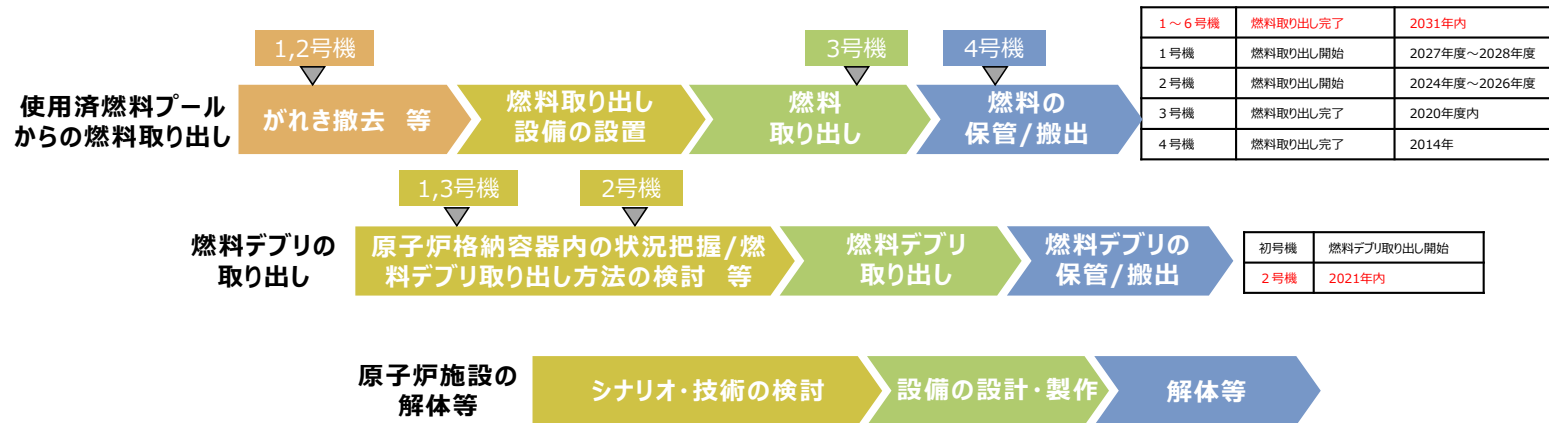 1,2号機
3号機
4号機
使用済燃料プール
からの燃料取り出し
がれき撤去　等
燃料取り出し
設備の設置
燃料
取り出し
燃料の
保管/搬出
1～6号機 燃料取り出し完了 2031年内
1号機 燃料取り出し開始 2027年度～2028年度
2号機 燃料取り出し開始 2024年度～2026年度
3号機 燃料取り出し完了 2020年度内
4号機 燃料取り出し完了 2014年
1,3号機
2号機
燃料デブリの
取り出し
原子炉格納容器内の状況把握/燃
料デブリ取り出し方法の検討　等
燃料デブリ
取り出し
燃料デブリの
保管/搬出
初号機 燃料デブリ取り出し開始
2号機 2021年内
原子炉施設の
解体等
シナリオ・技術の検討
設備の設計・製作
解体等